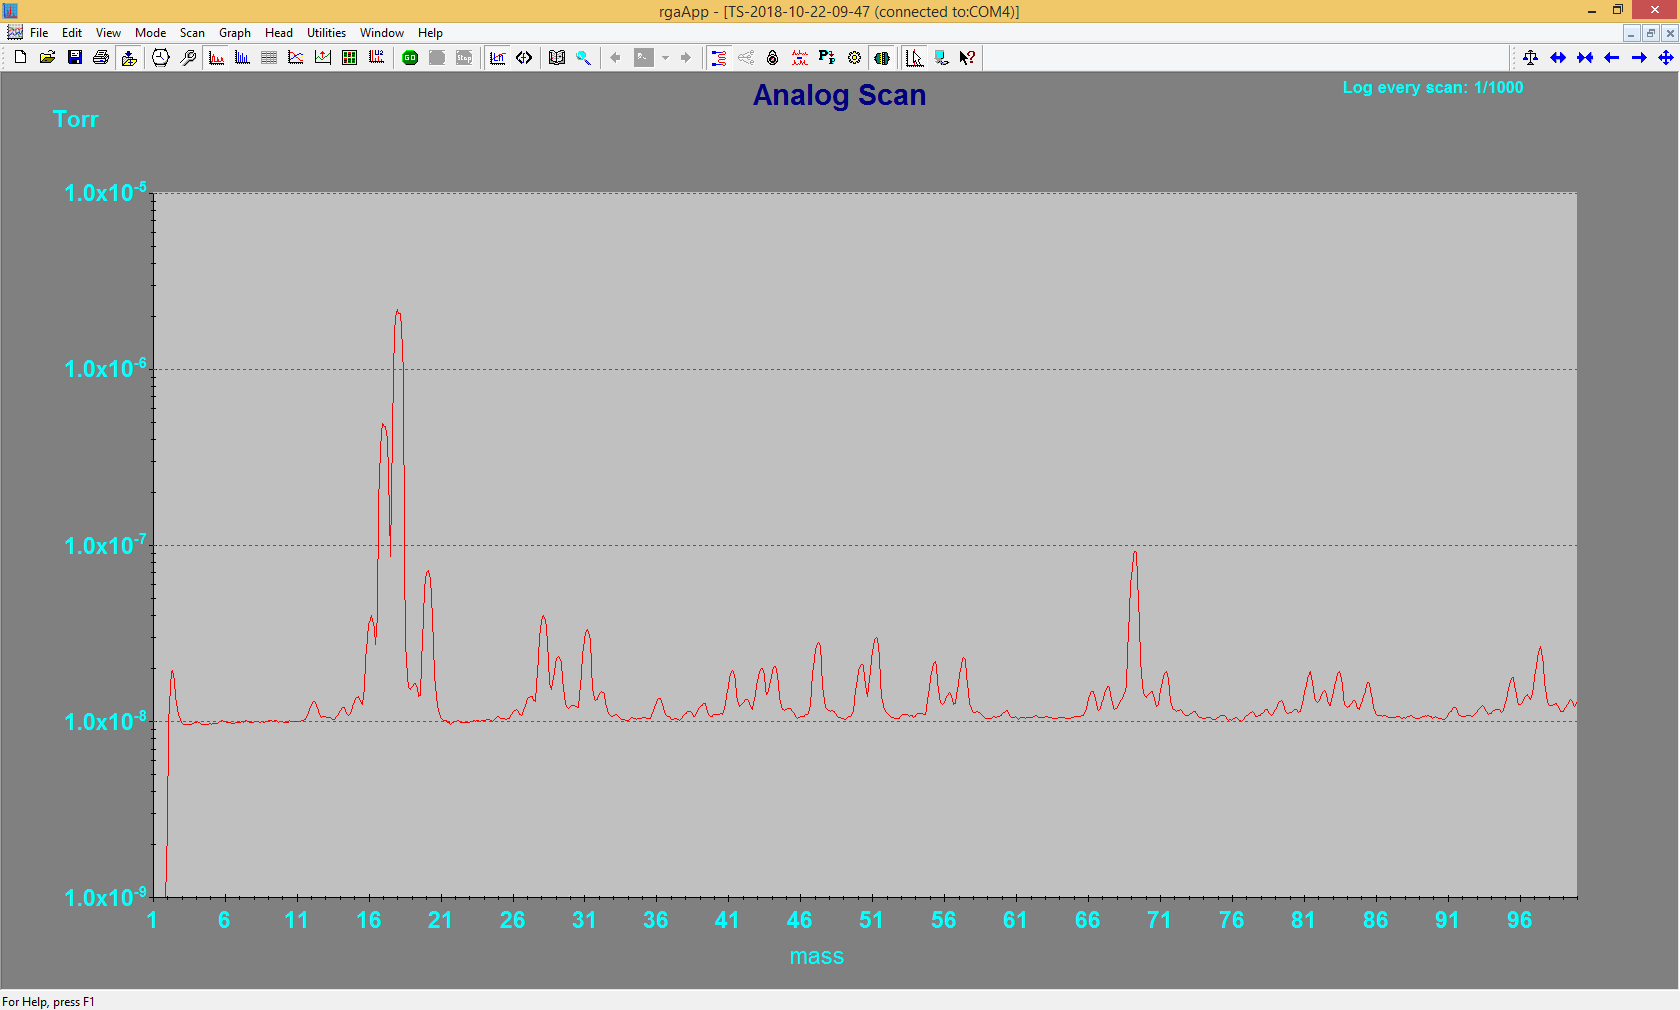 rgaApp - [TS-2018-10-22-09-47 (connected to:COM4)]
File Edit View Mode Scan Graph Head Utilities Window Help
GO Stop
Analog Scan
Log every scan: 1/1000
Torr
1.0x10-5
1.0x10-6
1.0x10-7
1.0x10-8
1.0x10-9
1 6 11 16 21 26 31 36 41 46 51 56 61 66 71 76 81 86 91 96
mass
For Help, press F1